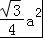 √3/4 a²